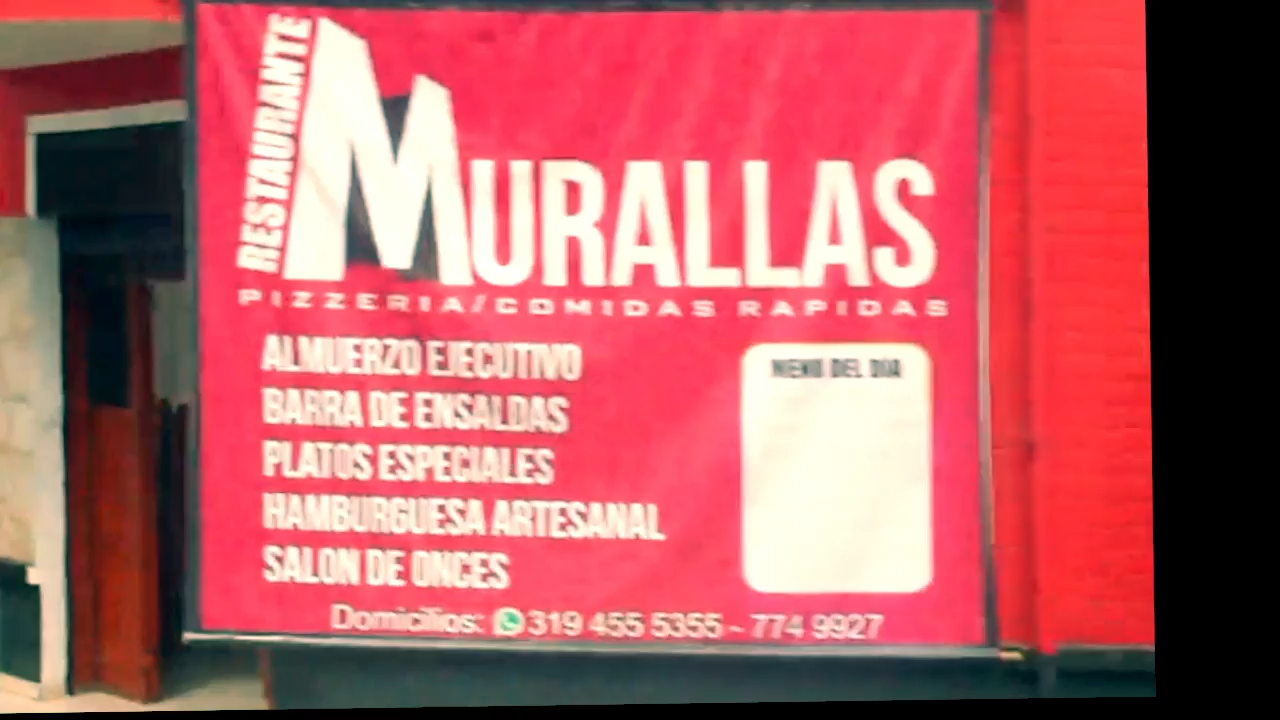 RESTAURANTE
MURALLAS
PIZZERIA/COMIDAS RAPIDAS
ALMUERZO EJECUTIVO
BARRA DE ENSALDAS
PLATOS ESPECIALES
HAMBURGUESA ARTESANAL
SALON DE ONCES
MENU DEL DÍA
Domicilios: 319 455 5355 - 774 9927